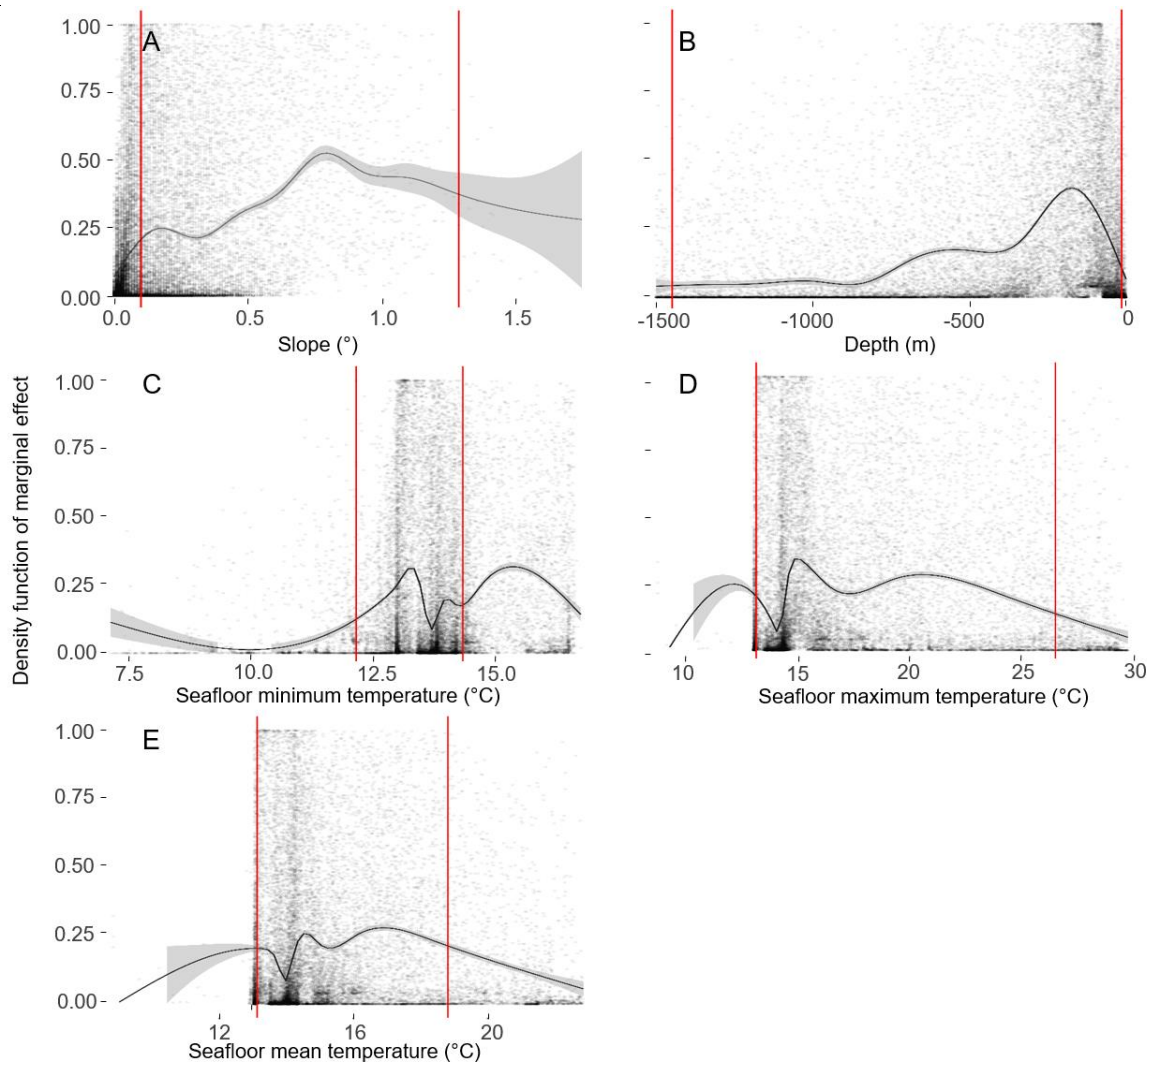 A
1.00
0.75
0.50
0.25
0.00
0.0 0.5 1.0 1.5
Slope (°)
B
-1500 -1000 -500 0
Depth (m)
Density function of marginal effect
C
1.00
0.75
0.50
0.25
0.00
7.5 10.0 12.5 15.0
Seafloor minimum temperature (°C)
D
10 15 20 25 30
Seafloor maximum temperature (°C)
E
1.00
0.75
0.50
0.25
0.00
12 16 20
Seafloor mean temperature (°C)